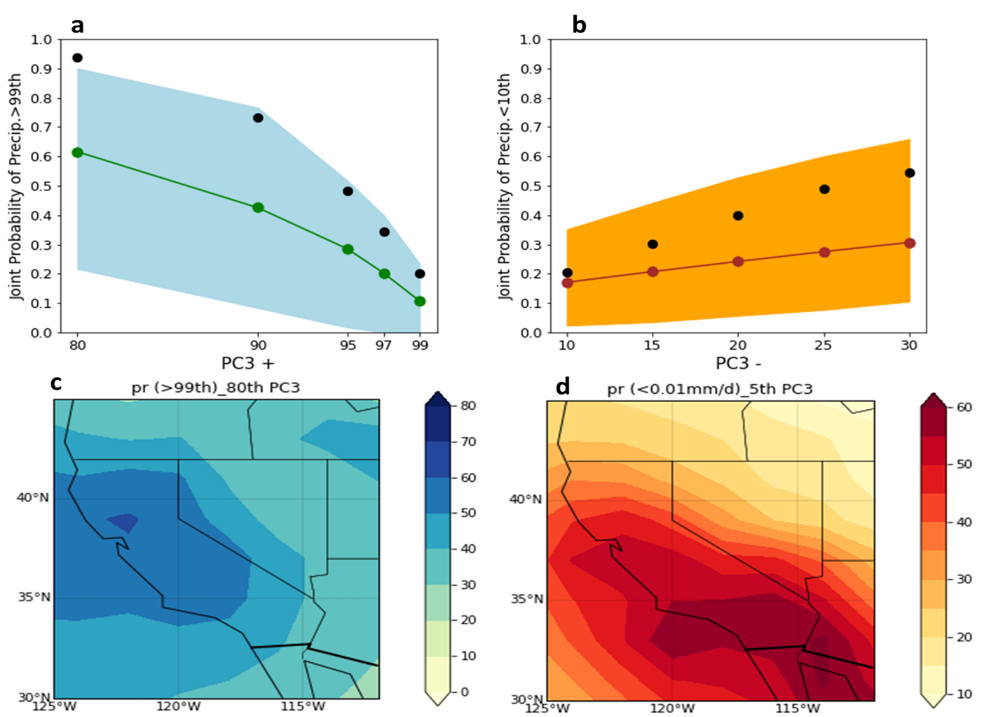 a
1.0
0.9
0.8
0.7
0.6
0.5
0.4
0.3
0.2
0.1
0.0
Joint Probability of Precip.>99th
80
90
95
97
99
PC3 +
b
1.0
0.9
0.8
0.7
0.6
0.5
0.4
0.3
0.2
0.1
0.0
Joint Probability of Precip.<10th
10
15
20
25
30
PC3 -
c
pr (>99th)_80th PC3
40°N
35°N
30°N
125°W
120°W
115°W
80
70
60
50
40
30
20
10
0
d
pr (<0.01mm/d)_5th PC3
40°N
35°N
30°N
125°W
120°W
115°W
60
50
40
30
20
10